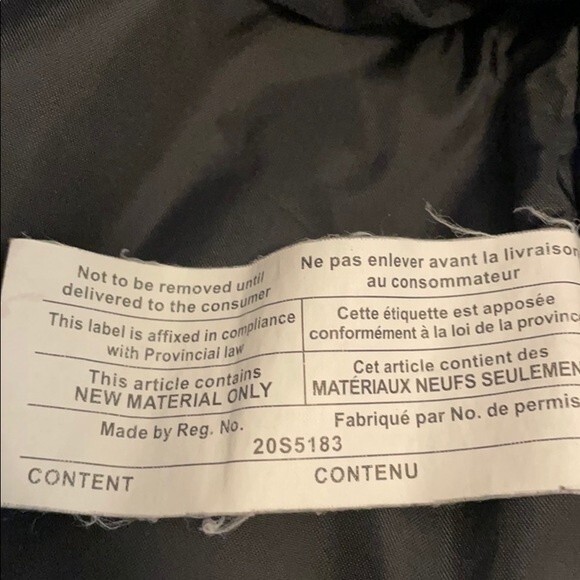 Not to be removed until
delivered to the consumer
Ne pas enlever avant la livraison
au consommateur
This label is affixed in compliance
with Provincial law
Cette étiquette est apposée
conformément à la loi de la provinc
This article contains
NEW MATERIAL ONLY
Cet article contient des
MATÉRIAUX NEUFS SEULEMEN
Made by Reg. No.
Fabriqué par No. de permis
20S5183
CONTENT
CONTENU